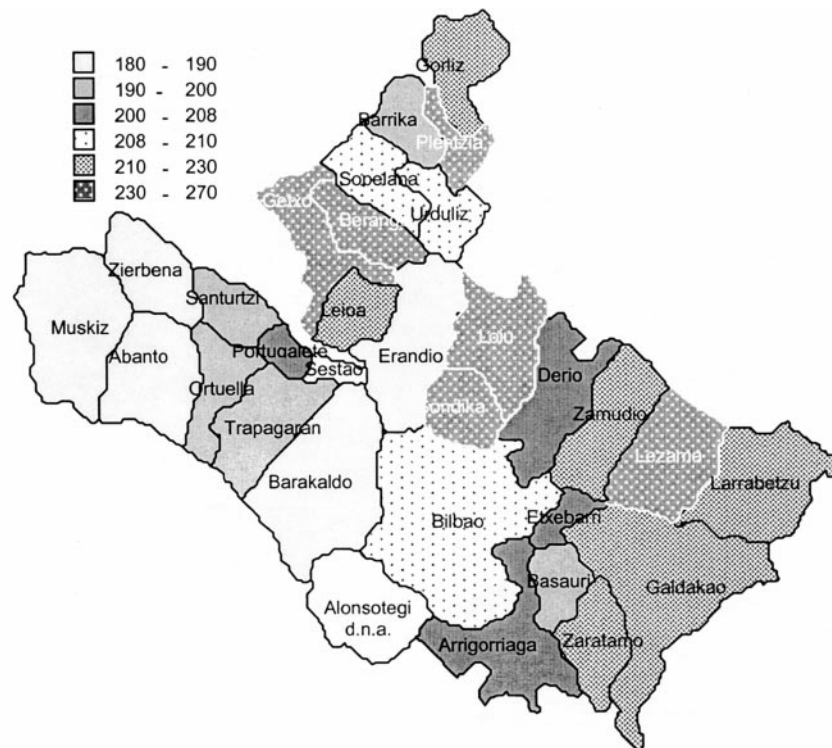 180 - 190
190 - 200
200 - 208
208 - 210
210 - 230
230 - 270
Gorliz
Barrika
Plentzia
Sopelana
Urduliz
Getxo
Berang
Zierbena
Santurtzi
Leioa
Muskiz
Abanto
Portugalete
Sestao
Erandio
Loiu
Derio
Ortuella
Trapagaran
Sondika
Zamudio
Lezama
Larrabetzu
Barakaldo
Bilbao
Etxebarri
Basauri
Galdakao
Alonsotegi
d.n.a.
Arrigorriaga
Zaratamo